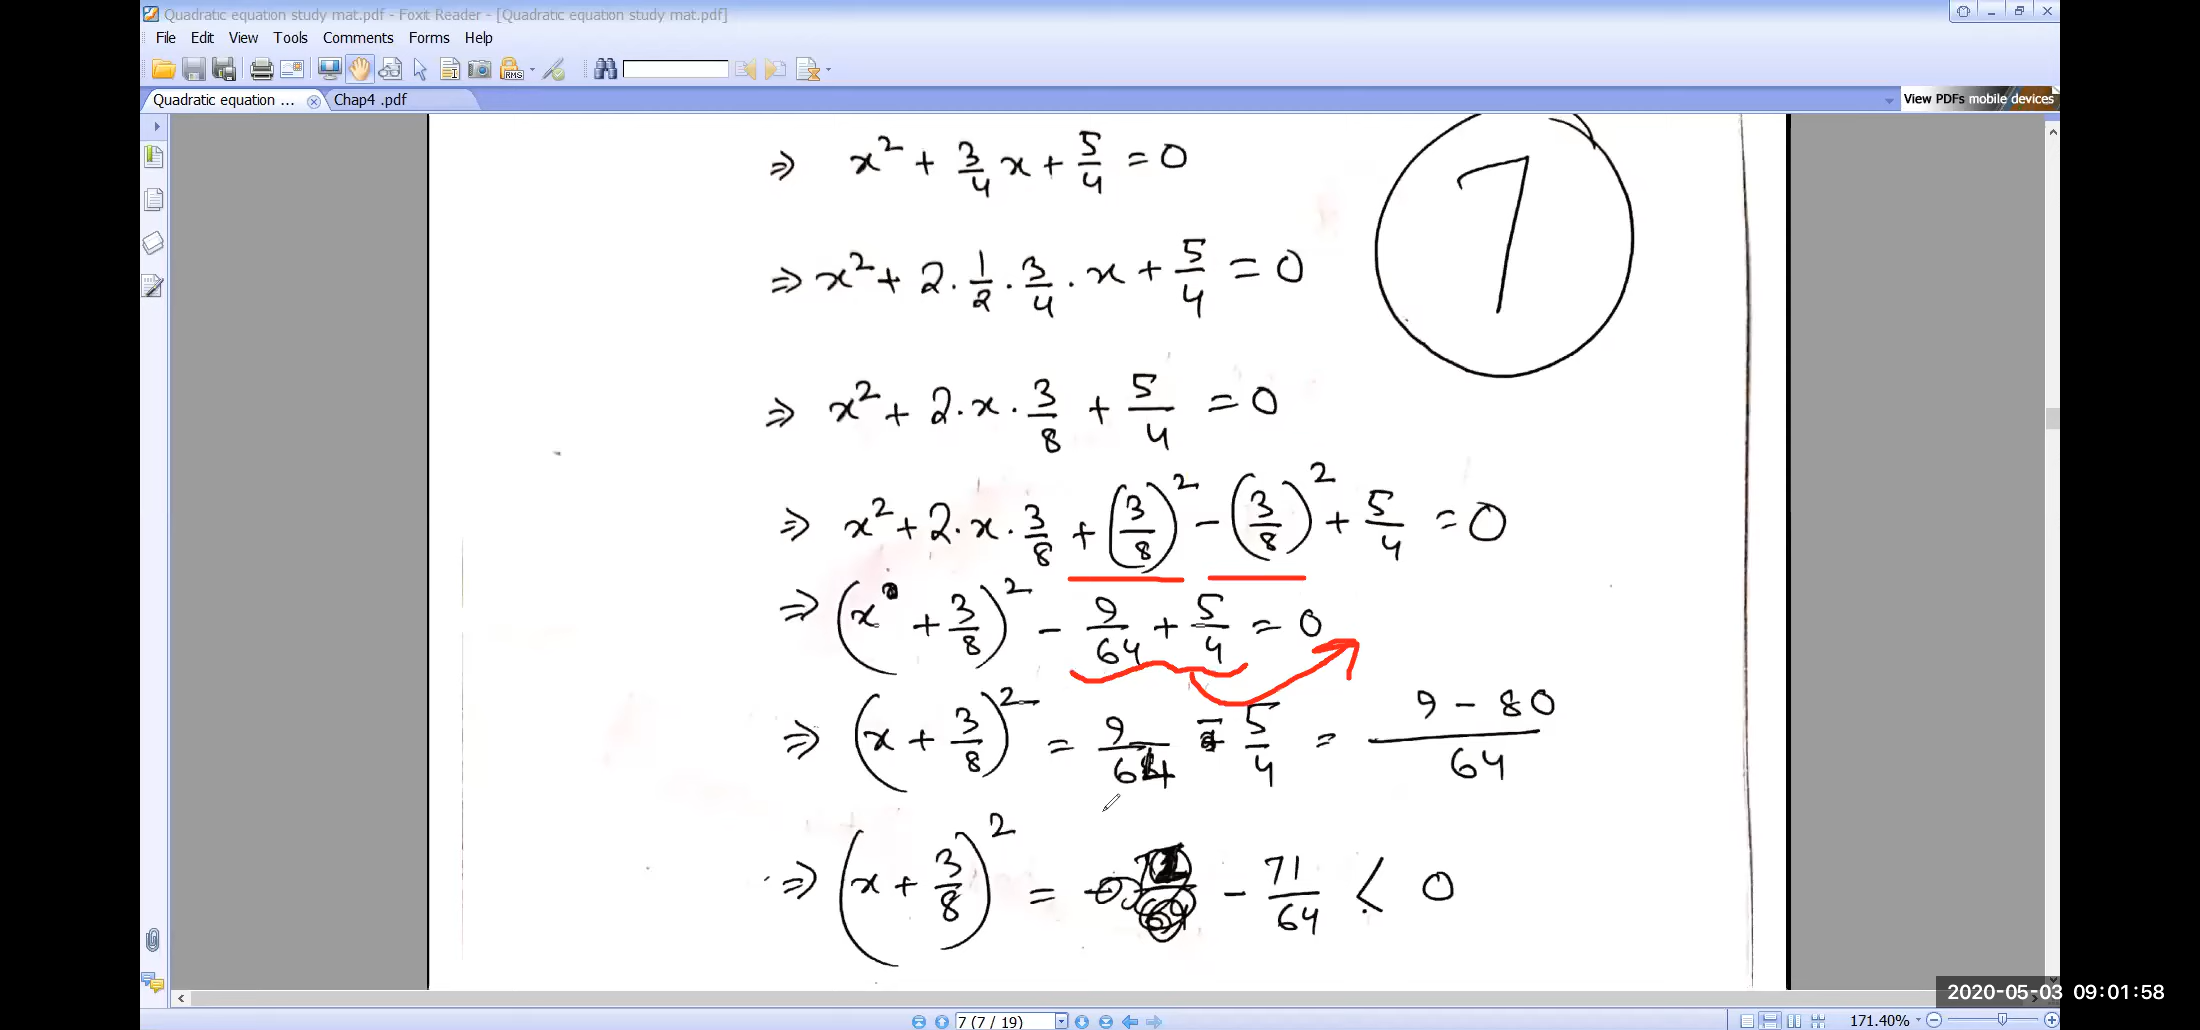 Quadratic equation study mat.pdf - Foxit Reader - [Quadratic equation study mat.pdf]
File Edit View Tools Comments Forms Help
RMS
Quadratic equation ... Chap4 .pdf View PDFs mobile devices
⇒ x² + 3/4 x + 5/4 = 0
7
⇒ x² + 2 · 1/2 · 3/4 · x + 5/4 = 0
⇒ x² + 2 · x · 3/8 + 5/4 = 0
⇒ x² + 2 · x · 3/8 + (3/8)² − (3/8)² + 5/4 = 0
⇒ (x + 3/8)² − 9/64 + 5/4 = 0
⇒ (x + 3/8)² = 9/64 − 5/4 = (9 − 80)/64
⇒ (x + 3/8)² = − 71/64 < 0
2020-05-03 09:01:58
7 (7 / 19) 171.40%